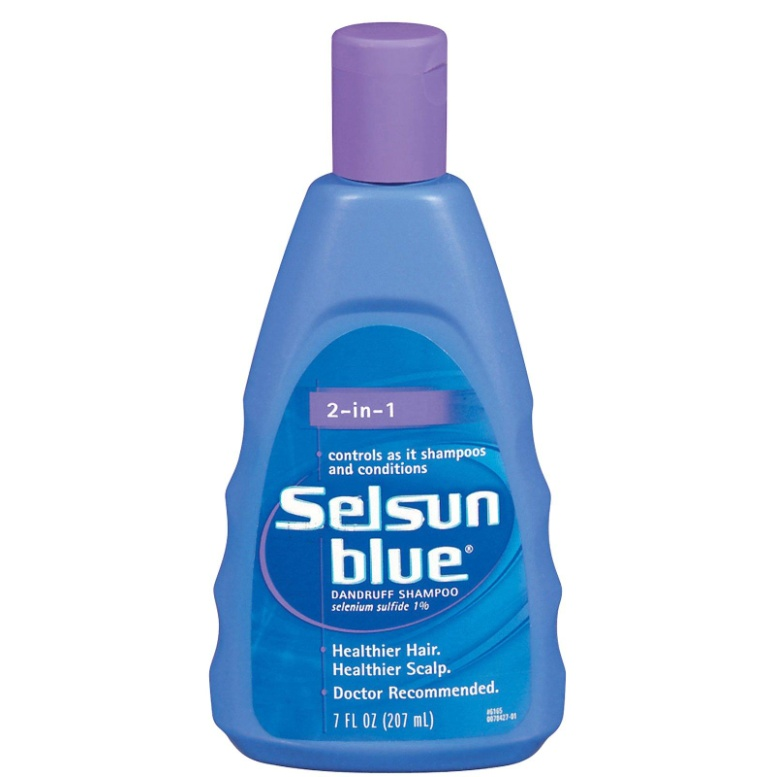 2-in-1
controls as it shampoos
and conditions
Selsun
blue®
DANDRUFF SHAMPOO
selenium sulfide 1%
Healthier Hair.
Healthier Scalp.
Doctor Recommended.
7 FL OZ (207 mL)